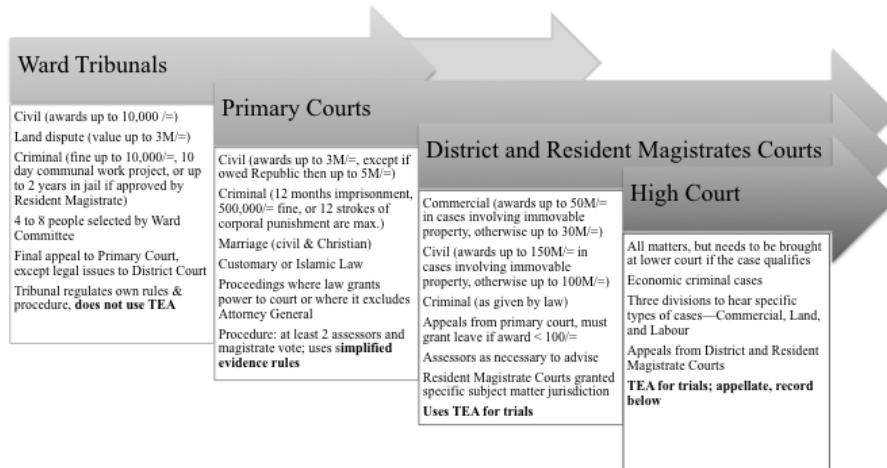 Ward Tribunals
Civil (awards up to 10,000 /=)
Land dispute (value up to 3M/=)
Criminal (fine up to 10,000/=, 10
day communal work project, or up
to 2 years in jail if approved by
Resident Magistrate)
4 to 8 people selected by Ward
Committee
Final appeal to Primary Court,
except legal issues to District Court
Tribunal regulates own rules &
procedure, does not use TEA
Primary Courts
Civil (awards up to 3M/=, except if
owed Republic then up to 5M/=)
Criminal (12 months imprisonment,
500,000/= fine, or 12 strokes of
corporal punishment are max.)
Marriage (civil & Christian)
Customary or Islamic Law
Proceedings where law grants
power to court or where it excludes
Attorney General
Procedure: at least 2 assessors and
magistrate vote; uses simplified
evidence rules
District and Resident Magistrates Courts
Commercial (awards up to 50M/=
in cases involving immovable
property, otherwise up to 30M/=)
Civil (awards up to 150M/= in
cases involving immovable
property, otherwise up to 100M/=)
Criminal (as given by law)
Appeals from primary court, must
grant leave if award < 100/=
Assessors as necessary to advise
Resident Magistrate Courts granted
specific subject matter jurisdiction
Uses TEA for trials
High Court
All matters, but needs to be brought
at lower court if the case qualifies
Economic criminal cases
Three divisions to hear specific
types of cases—Commercial, Land,
and Labour
Appeals from District and Resident
Magistrate Courts
TEA for trials; appellate, record
below